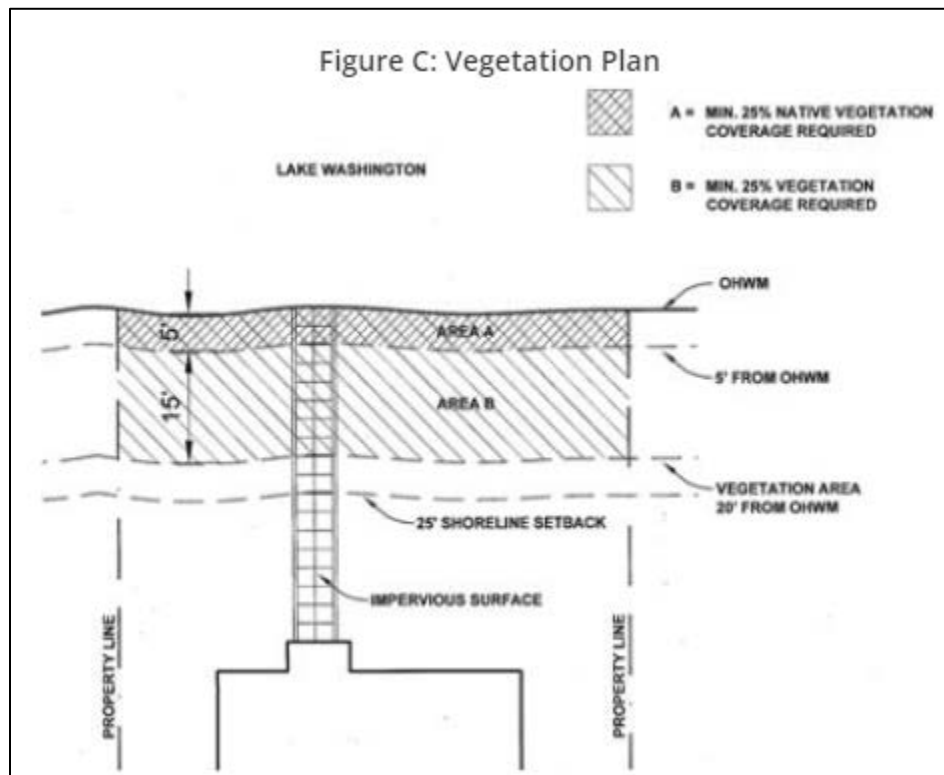 Figure C: Vegetation Plan
A = MIN. 25% NATIVE VEGETATION
COVERAGE REQUIRED
LAKE WASHINGTON
B = MIN. 25% VEGETATION
COVERAGE REQUIRED
OHWM
5'
AREA A
5' FROM OHWM
15'
AREA B
VEGETATION AREA
20' FROM OHWM
25' SHORELINE SETBACK
IMPERVIOUS SURFACE
PROPERTY LINE
PROPERTY LINE